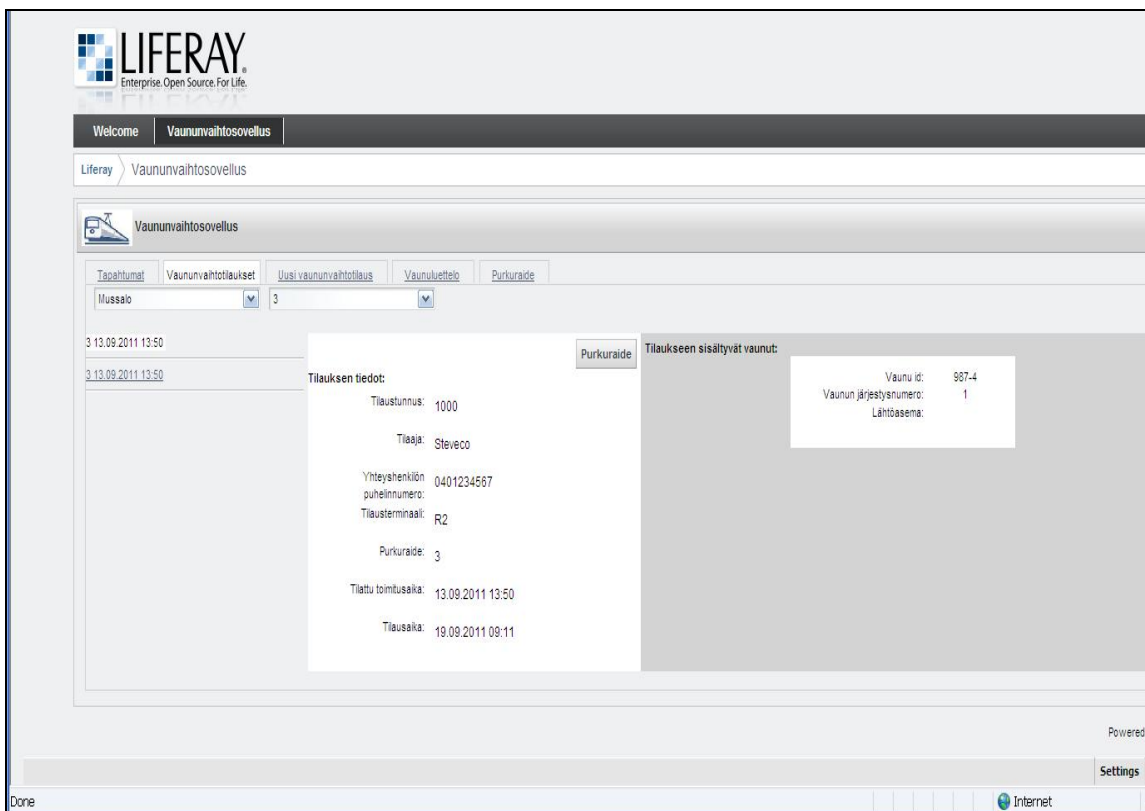 LIFERAY.
Enterprise. Open Source. For Life.
Welcome Vaununvaihtosovellus
Liferay Vaununvaihtosovellus
Vaununvaihtosovellus
Tapahtumat Vaununvaihtotilaukset Uusi vaununvaihtotilaus Vaunuluettelo Purkuraide
Mussalo 3
3 13.09.2011 13:50
3 13.09.2011 13:50
Purkuraide
Tilauksen tiedot:
Tilaustunnus: 1000
Tilaaja: Steveco
Yhteyshenkilön
puhelinnumero: 0401234567
Tilausterminaali: R2
Purkuraide: 3
Tilattu toimitusaika: 13.09.2011 13:50
Tilausaika: 19.09.2011 09:11
Tilaukseen sisältyvät vaunut:
Vaunu id: 987-4
Vaunun järjestysnumero: 1
Lähtöasema:
Powered
Settings
Done Internet